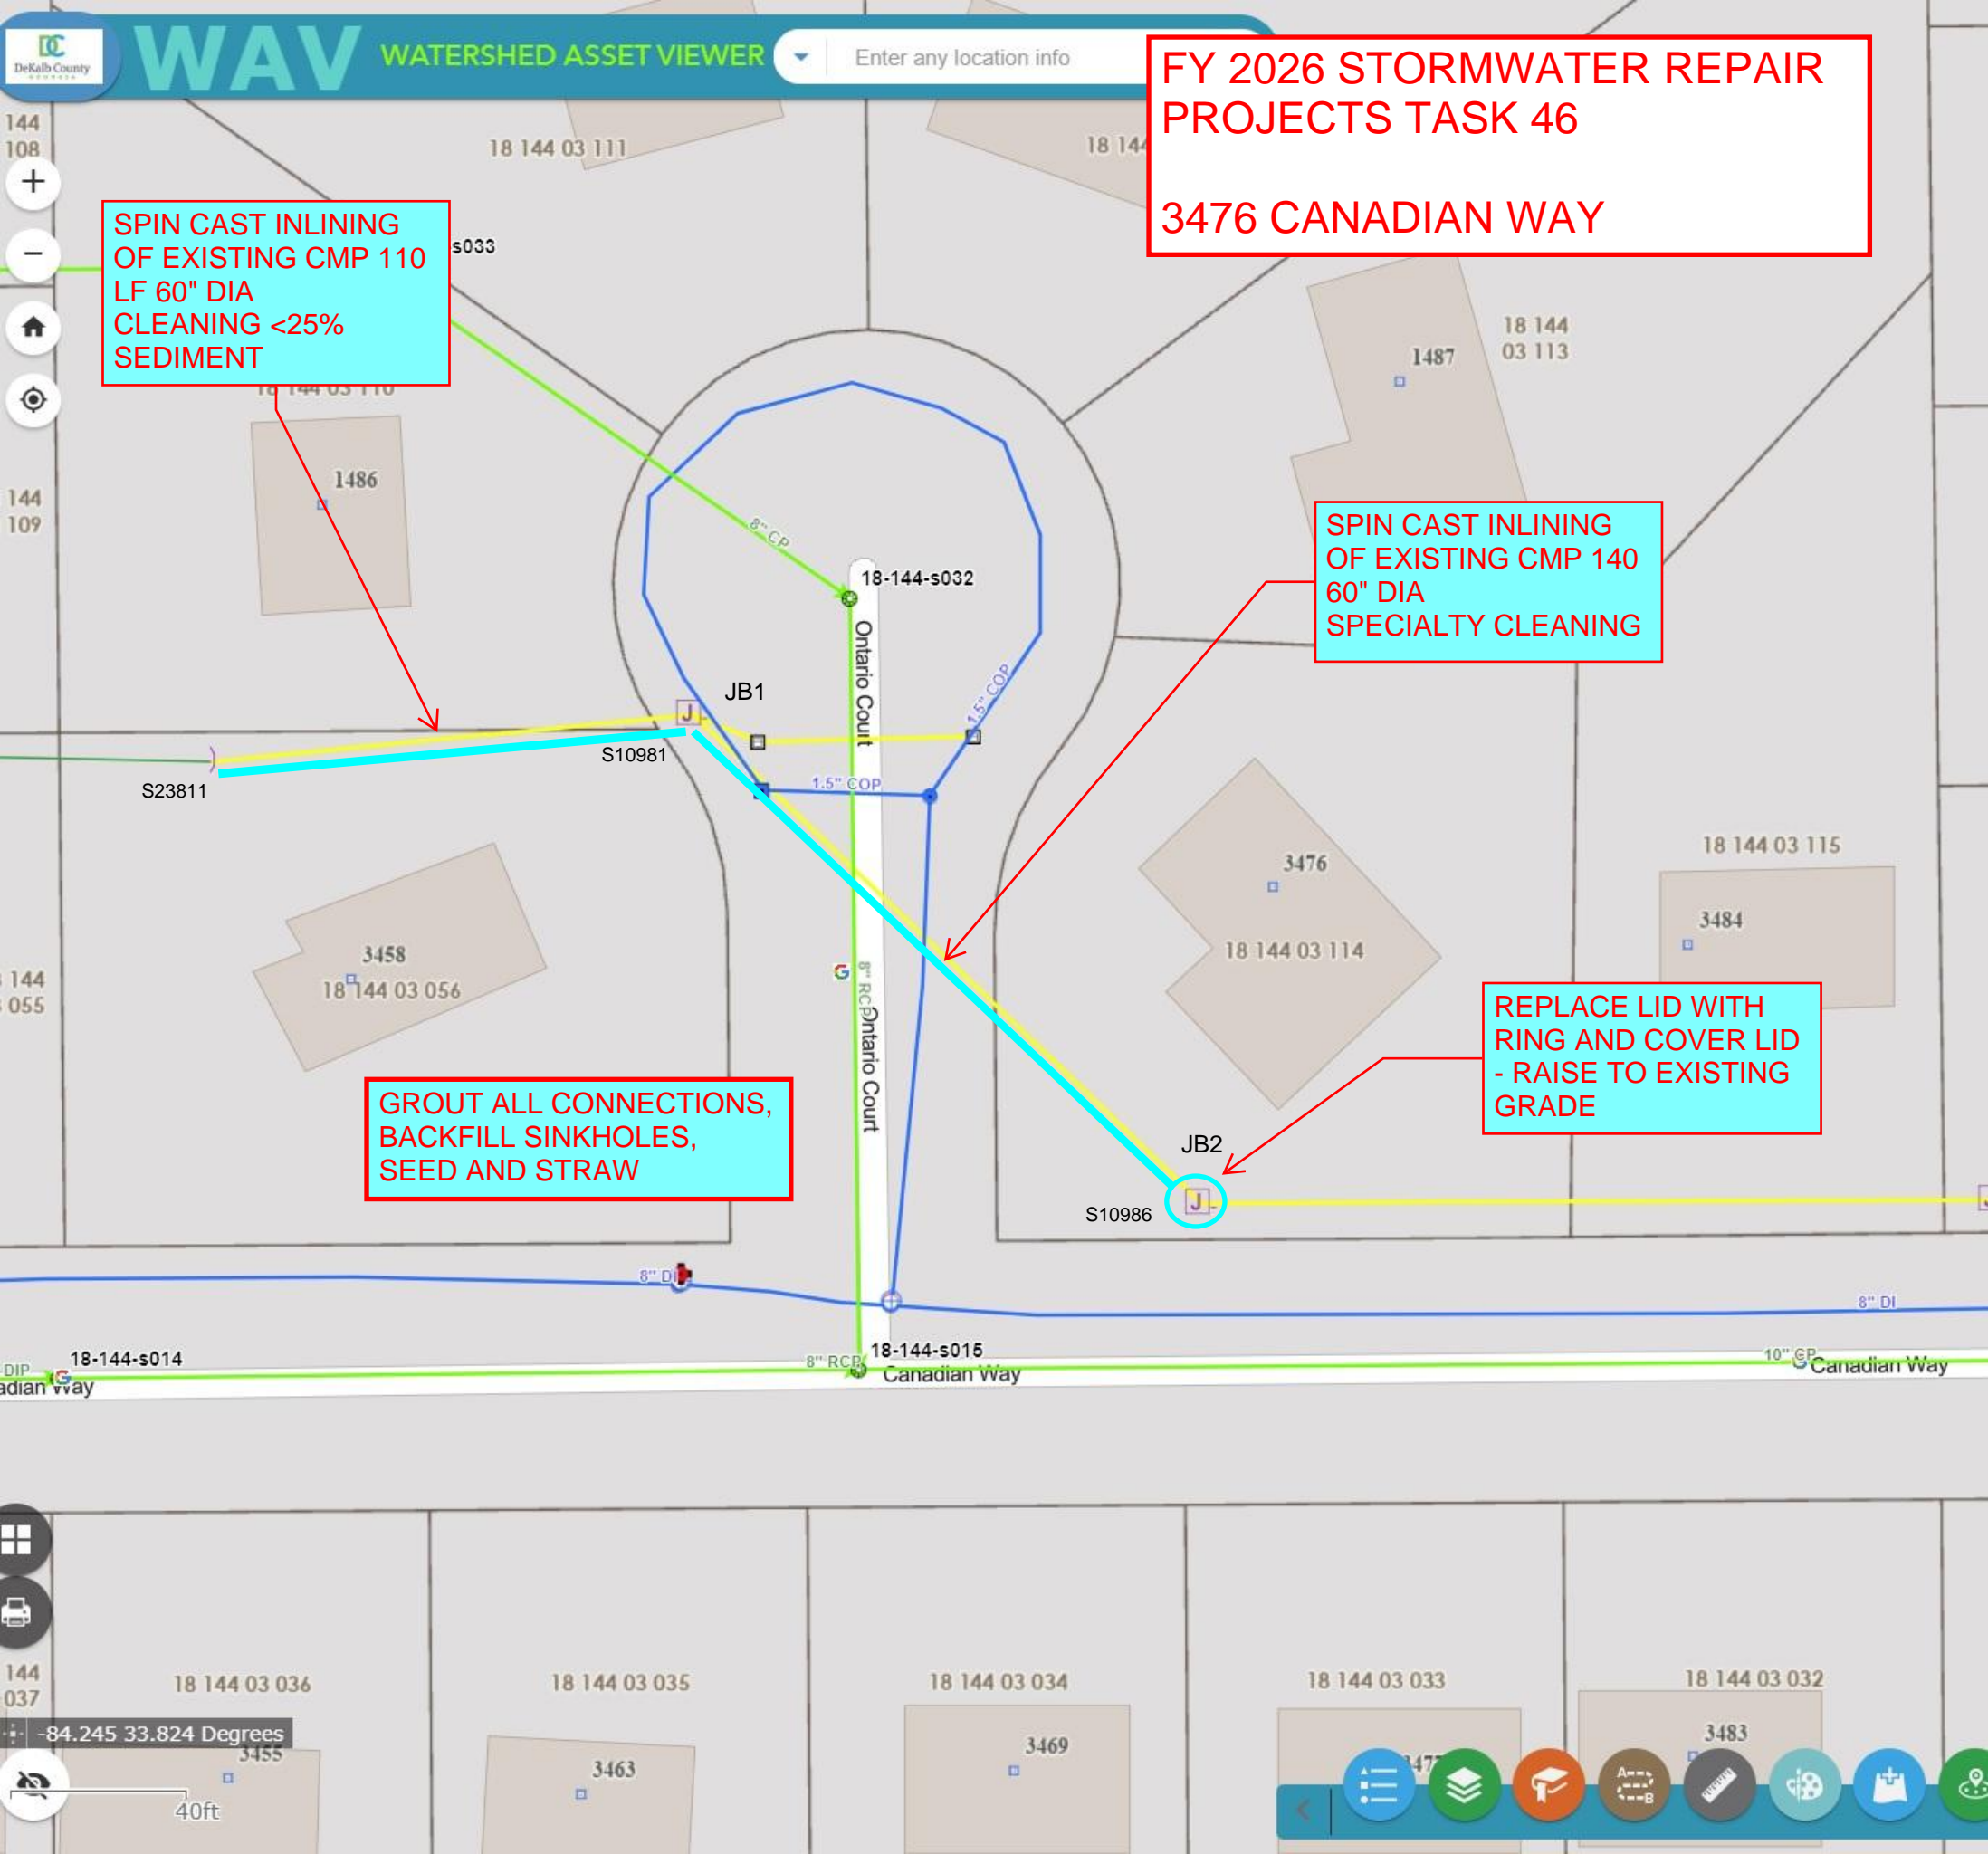 DC
DeKalb County
GEORGIA
WAV
WATERSHED ASSET VIEWER
Enter any location info
FY 2026 STORMWATER REPAIR
PROJECTS TASK 46
3476 CANADIAN WAY
144
108
18 144 03 111
18 144
SPIN CAST INLINING
OF EXISTING CMP 110
LF 60" DIA
CLEANING <25%
SEDIMENT
s033
18 144 03 110
1486
1487
18 144
03 113
144
109
8" CP
18-144-s032
SPIN CAST INLINING
OF EXISTING CMP 140
60" DIA
SPECIALTY CLEANING
Ontario Court
1.5" COP
JB1
J
S10981
S23811
1.5" COP
3476
18 144 03 114
18 144 03 115
3484
3458
18 144 03 056
144
055
G
8" RCP
Ontario Court
REPLACE LID WITH
RING AND COVER LID
- RAISE TO EXISTING
GRADE
GROUT ALL CONNECTIONS,
BACKFILL SINKHOLES,
SEED AND STRAW
JB2
J
S10986
8" DI
8" DI
DIP
18-144-s014
G
adian Way
8" RCP
18-144-s015
Canadian Way
10" CP
G
Canadian Way
144
037
18 144 03 036
18 144 03 035
18 144 03 034
18 144 03 033
18 144 03 032
-84.245 33.824 Degrees
3455
3463
3469
347
3483
40ft
A
B